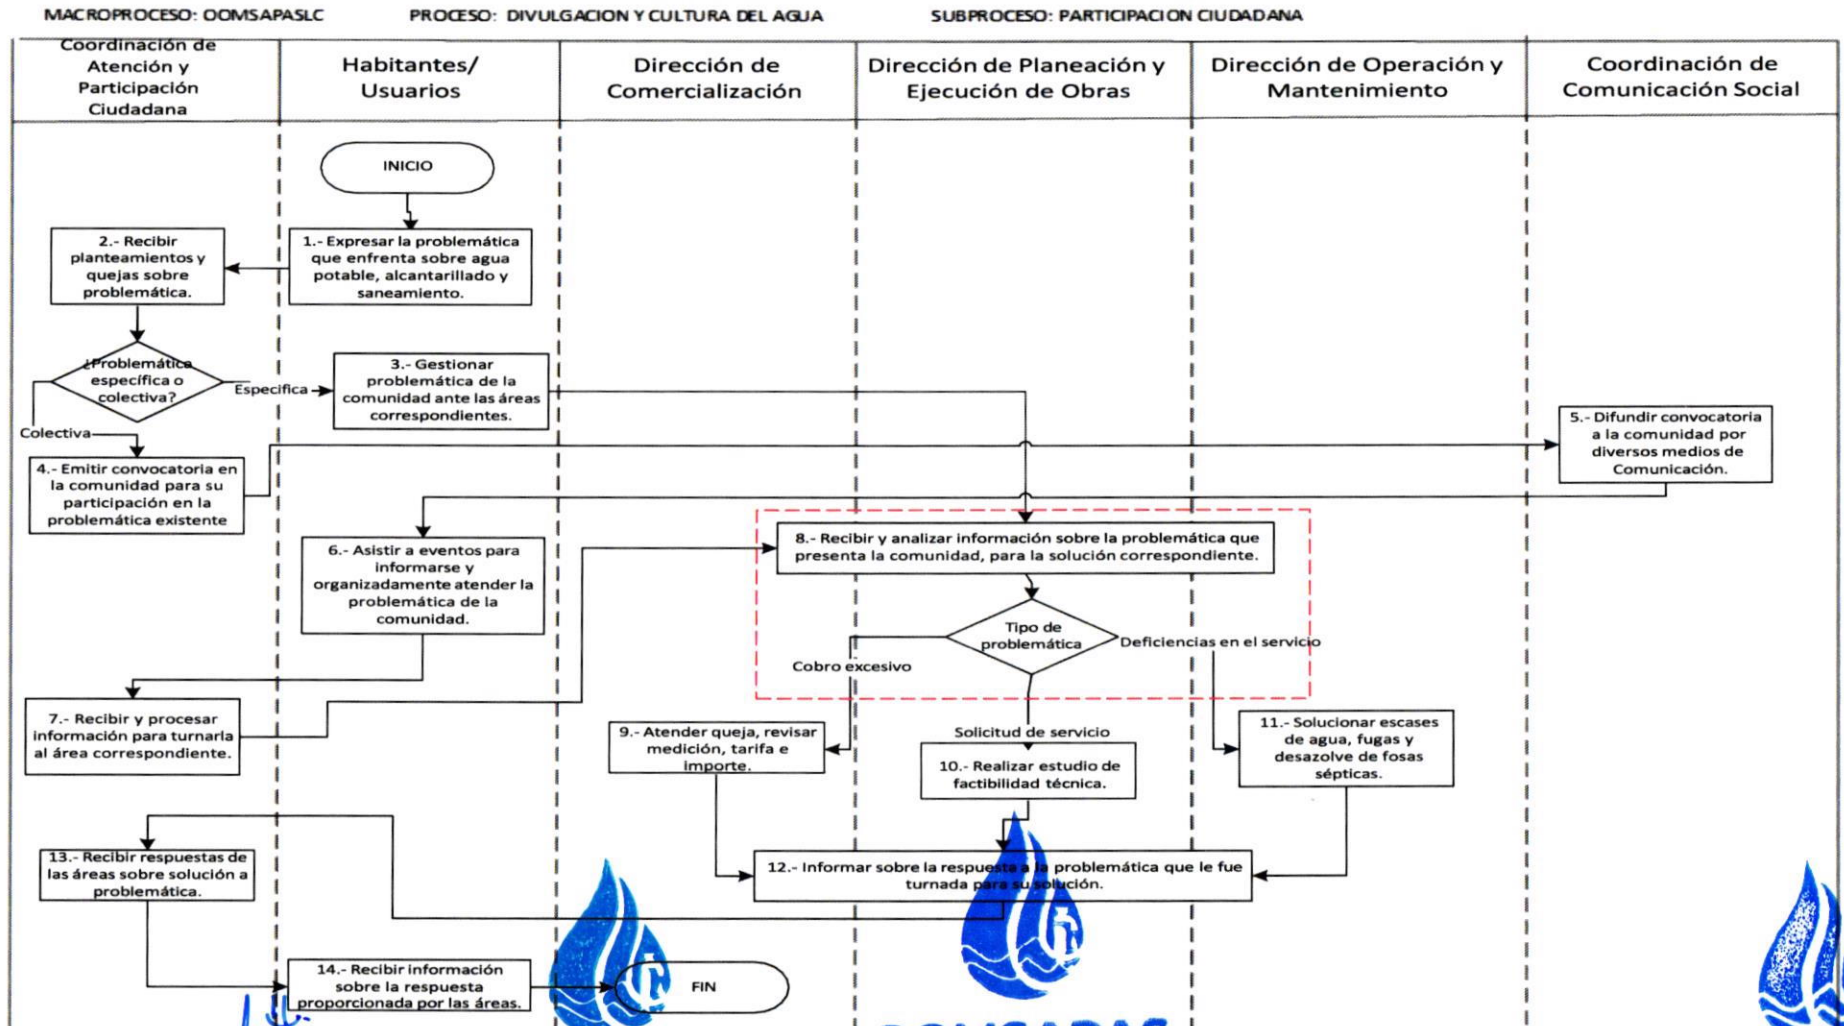 MACROPROCESO: OOMSAPASLC PROCESO: DIVULGACION Y CULTURA DEL AGUA SUBPROCESO: PARTICIPACION CIUDADANA
Coordinación de
Atención y
Participación
Ciudadana
Habitantes/
Usuarios
Dirección de
Comercialización
Dirección de Planeación y
Ejecución de Obras
Dirección de Operación y
Mantenimiento
Coordinación de
Comunicación Social
INICIO
1.- Expresar la problemática
que enfrenta sobre agua
potable, alcantarillado y
saneamiento.
2.- Recibir
planteamientos y
quejas sobre
problemática.
¿Problemática
específica o
colectiva?
Especifica
Colectiva
3.- Gestionar
problemática de la
comunidad ante las áreas
correspondientes.
4.- Emitir convocatoria en
la comunidad para su
participación en la
problemática existente
5.- Difundir convocatoria
a la comunidad por
diversos medios de
Comunicación.
6.- Asistir a eventos para
informarse y
organizadamente atender la
problemática de la
comunidad.
7.- Recibir y procesar
información para turnarla
al área correspondiente.
8.- Recibir y analizar información sobre la problemática que
presenta la comunidad, para la solución correspondiente.
Tipo de
problemática
Cobro excesivo
Deficiencias en el servicio
Solicitud de servicio
9.- Atender queja, revisar
medición, tarifa e
importe.
10.- Realizar estudio de
factibilidad técnica.
11.- Solucionar escases
de agua, fugas y
desazolve de fosas
sépticas.
12.- Informar sobre la respuesta a la problemática que le fue
turnada para su solución.
13.- Recibir respuestas de
las áreas sobre solución a
problemática.
14.- Recibir información
sobre la respuesta
proporcionada por las áreas.
FIN